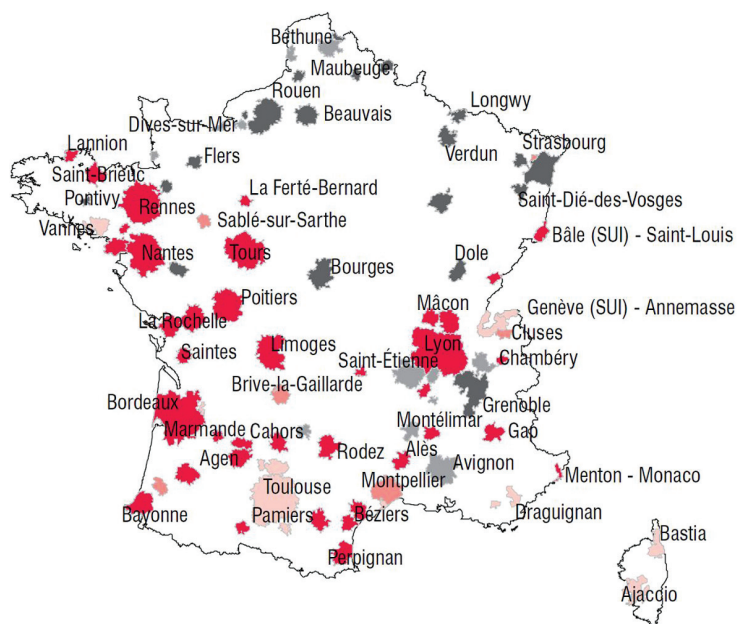 Béthune
Maubeuge
Rouen
Beauvais
Longwy
Dives-sur-Mer
Strasbourg
Lannion
Flers
Verdun
Saint-Brieuc
La Ferté-Bernard
Pontivy
Rennes
Saint-Dié-des-Vosges
Sablé-sur-Sarthe
Vannes
Bâle (SUI) - Saint-Louis
Nantes
Tours
Dole
Bourges
Poitiers
Mâcon
Genève (SUI) - Annemasse
La Rochelle
Cluses
Limoges
Lyon
Saintes
Saint-Étienne
Chambéry
Brive-la-Gaillarde
Bordeaux
Grenoble
Montélimar
Marmande
Cahors
Gap
Rodez
Alès
Agen
Avignon
Menton - Monaco
Toulouse
Montpellier
Bayonne
Pamiers
Béziers
Draguignan
Bastia
Perpignan
Ajaccio